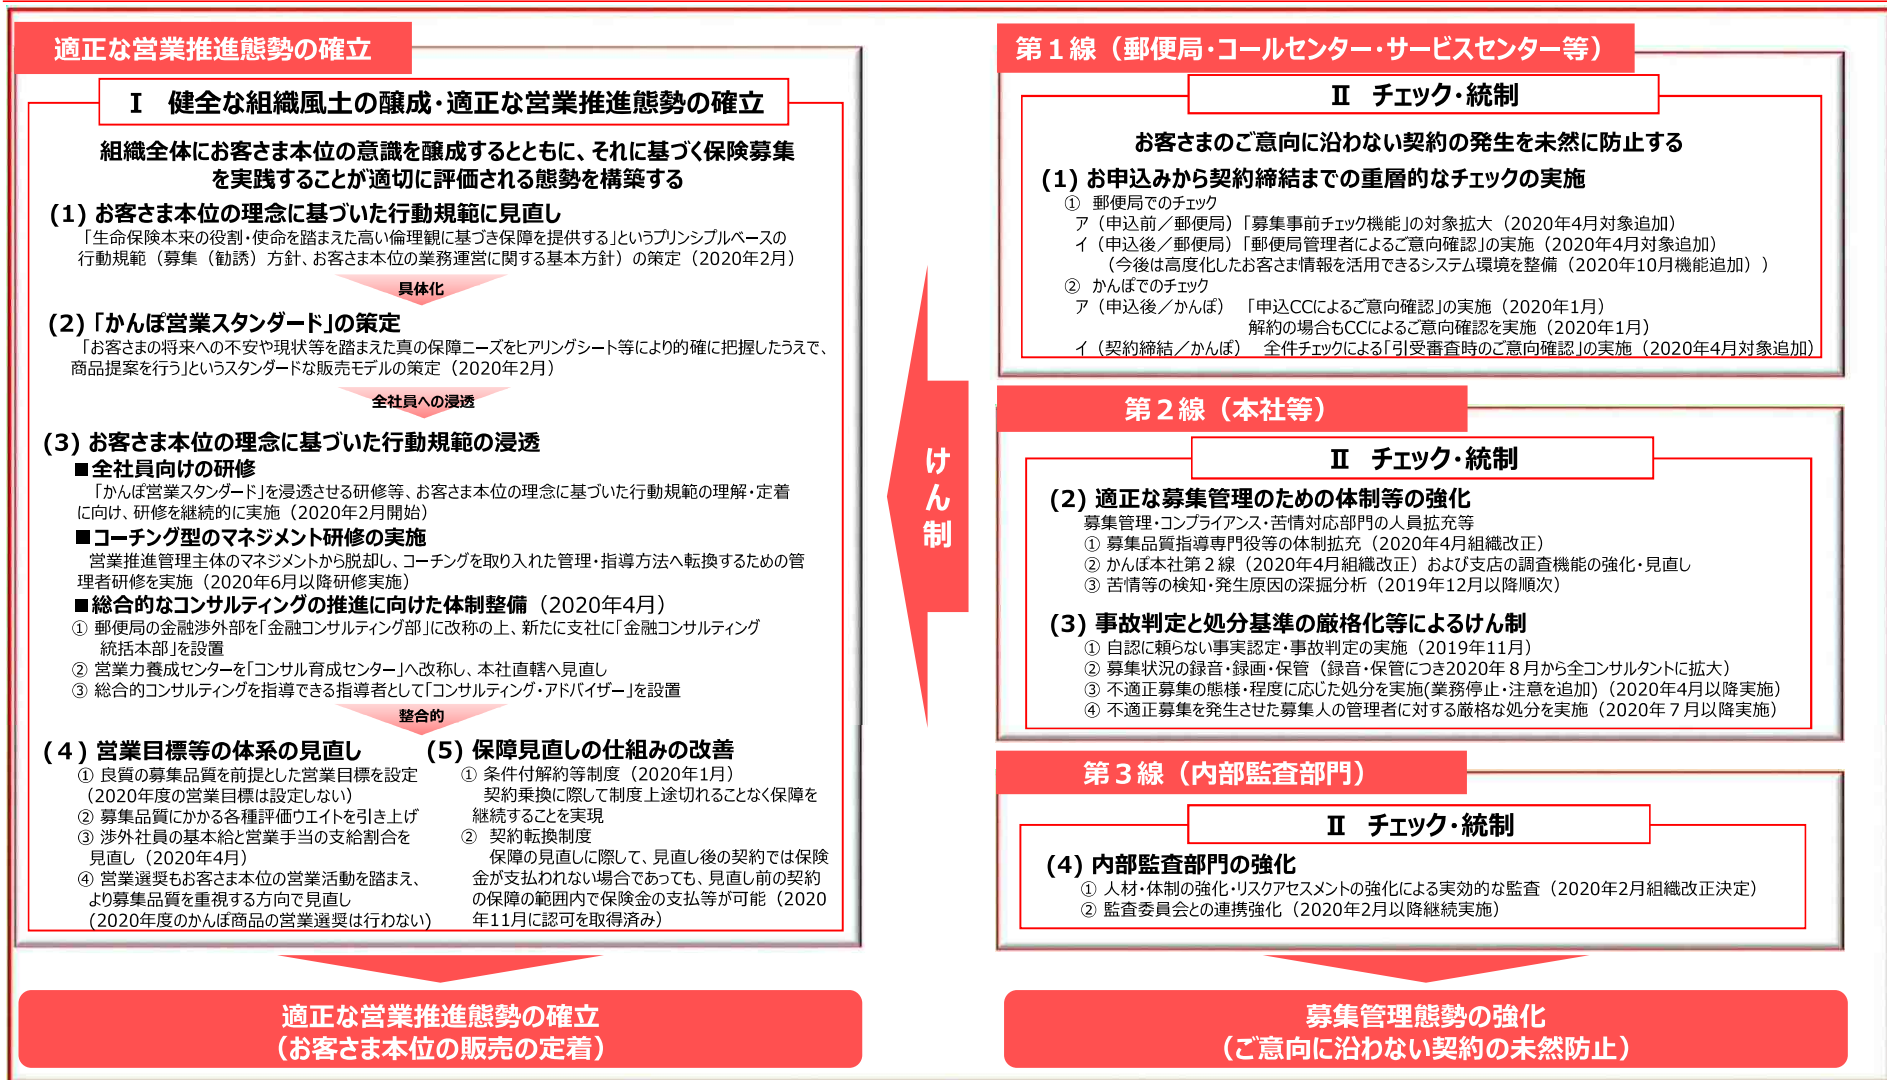 適正な営業推進態勢の確立
Ⅰ　健全な組織風土の醸成・適正な営業推進態勢の確立
組織全体にお客さま本位の意識を醸成するとともに、それに基づく保険募集
を実践することが適切に評価される態勢を構築する
(1) お客さま本位の理念に基づいた行動規範に見直し
「生命保険本来の役割・使命を踏まえた高い倫理観に基づき保障を提供する」というプリンシプルベースの
行動規範（募集（勧誘）方針、お客さま本位の業務運営に関する基本方針）の策定（2020年2月）
具体化
(2)「かんぽ営業スタンダード」の策定
「お客さまの将来への不安や現状等を踏まえた真の保障ニーズをヒアリングシート等により的確に把握したうえで、
商品提案を行う」というスタンダードな販売モデルの策定（2020年2月）
全社員への浸透
(3) お客さま本位の理念に基づいた行動規範の浸透
■全社員向けの研修
「かんぽ営業スタンダード」を浸透させる研修等、お客さま本位の理念に基づいた行動規範の理解・定着
に向け、研修を継続的に実施（2020年2月開始）
■コーチング型のマネジメント研修の実施
営業推進管理主体のマネジメントから脱却し、コーチングを取り入れた管理・指導方法へ転換するための管
理者研修を実施（2020年6月以降研修実施）
■総合的なコンサルティングの推進に向けた体制整備（2020年4月）
① 郵便局の金融渉外部を「金融コンサルティング部」に改称の上、新たに支社に「金融コンサルティング
統括本部」を設置
② 営業力養成センターを「コンサル育成センター」へ改称し、本社直轄へ見直し
③ 総合的コンサルティングを指導できる指導者として「コンサルティング・アドバイザー」を設置
整合的
(４) 営業目標等の体系の見直し
① 良質の募集品質を前提とした営業目標を設定
（2020年度の営業目標は設定しない）
② 募集品質にかかる各種評価ウエイトを引き上げ
③ 渉外社員の基本給と営業手当の支給割合を
見直し（2020年4月）
④ 営業選奨もお客さま本位の営業活動を踏まえ、
より募集品質を重視する方向で見直し
(2020年度のかんぽ商品の営業選奨は行わない)
(5) 保障見直しの仕組みの改善
① 条件付解約等制度（2020年1月）
契約乗換に際して制度上途切れることなく保障を
継続することを実現
② 契約転換制度
保障の見直しに際して、見直し後の契約では保険
金が支払われない場合であっても、見直し前の契約
の保障の範囲内で保険金の支払等が可能（2020
年11月に認可を取得済み）
適正な営業推進態勢の確立
（お客さま本位の販売の定着）
けん制
第１線（郵便局・コールセンター・サービスセンター等）
Ⅱ　チェック・統制
お客さまのご意向に沿わない契約の発生を未然に防止する
(1) お申込みから契約締結までの重層的なチェックの実施
① 郵便局でのチェック
ア（申込前／郵便局）「募集事前チェック機能」の対象拡大（2020年4月対象追加）
イ（申込後／郵便局）「郵便局管理者によるご意向確認」の実施（2020年4月対象追加）
（今後は高度化したお客さま情報を活用できるシステム環境を整備（2020年10月機能追加））
② かんぽでのチェック
ア（申込後／かんぽ）「申込CCによるご意向確認」の実施（2020年1月）
解約の場合もCCによるご意向確認を実施（2020年1月）
イ（契約締結／かんぽ）　全件チェックによる「引受審査時のご意向確認」の実施（2020年4月対象追加）
第２線（本社等）
Ⅱ　チェック・統制
(2) 適正な募集管理のための体制等の強化
募集管理・コンプライアンス・苦情対応部門の人員拡充等
① 募集品質指導専門役等の体制拡充（2020年4月組織改正）
② かんぽ本社第２線（2020年4月組織改正）および支店の調査機能の強化・見直し
③ 苦情等の検知・発生原因の深掘分析（2019年12月以降順次）
(3) 事故判定と処分基準の厳格化等によるけん制
① 自認に頼らない事実認定・事故判定の実施（2019年11月）
② 募集状況の録音・録画・保管（録音・保管につき2020年８月から全コンサルタントに拡大）
③ 不適正募集の態様・程度に応じた処分を実施(業務停止・注意を追加)（2020年4月以降実施）
④ 不適正募集を発生させた募集人の管理者に対する厳格な処分を実施（2020年７月以降実施）
第３線（内部監査部門）
Ⅱ　チェック・統制
(4) 内部監査部門の強化
① 人材・体制の強化・リスクアセスメントの強化による実効的な監査（2020年2月組織改正決定）
② 監査委員会との連携強化（2020年2月以降継続実施）
募集管理態勢の強化
（ご意向に沿わない契約の未然防止）